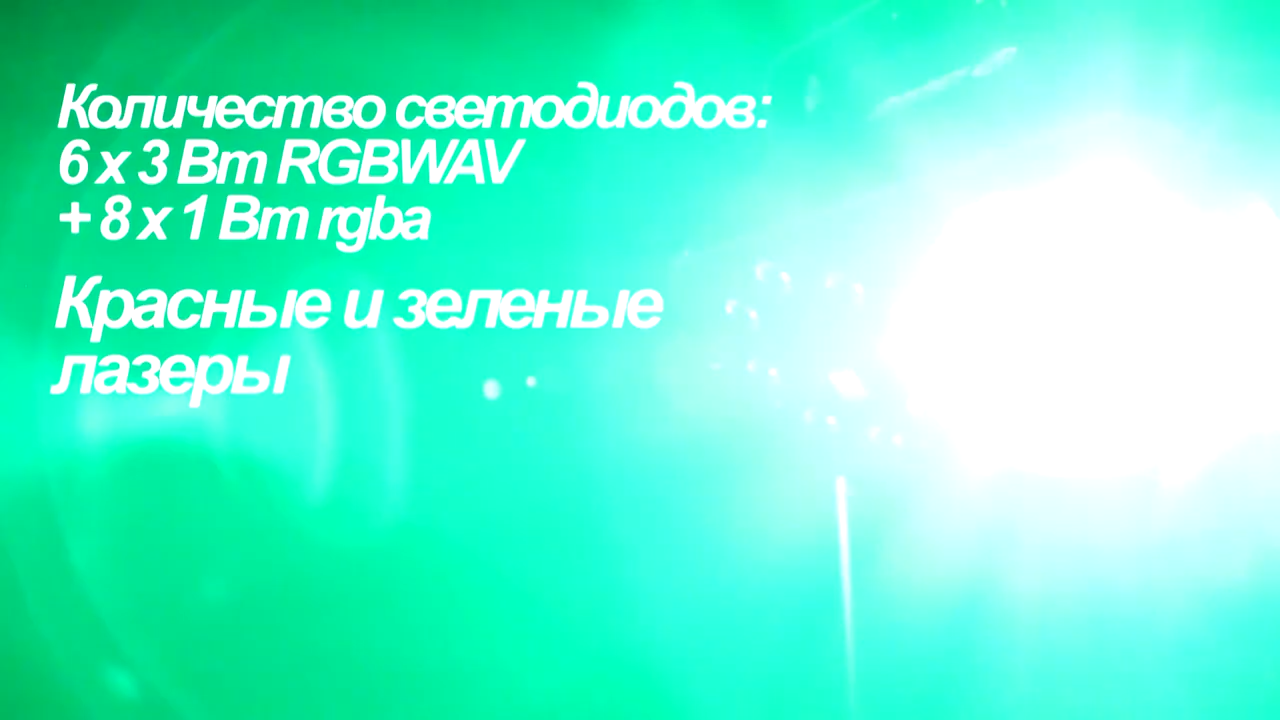 Количество светодиодов:
6 х 3 Вт RGBWAV
+ 8 х 1 Вт rgba
Красные и зеленые
лазеры